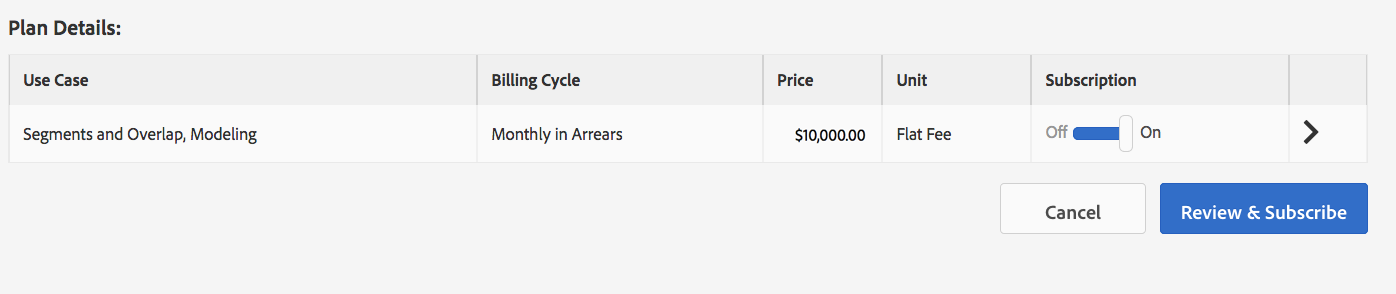 Plan Details:
Use Case Billing Cycle Price Unit Subscription
Segments and Overlap, Modeling Monthly in Arrears $10,000.00 Flat Fee Off On
Cancel Review & Subscribe